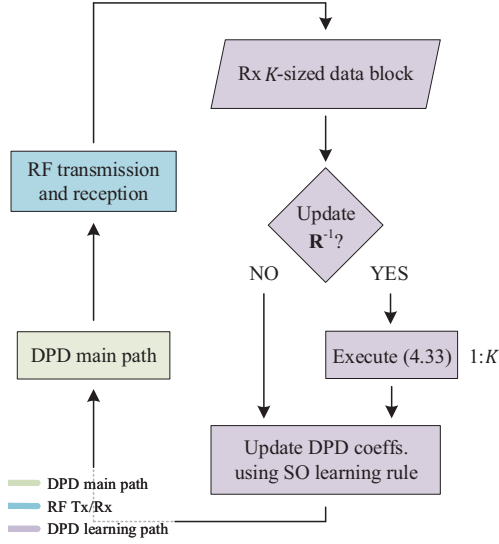 Rx K-sized data block
RF transmission
and reception
Update
R⁻¹?
NO
YES
DPD main path
Execute (4.33)
1:K
Update DPD coeffs.
using SO learning rule
DPD main path
RF Tx/Rx
DPD learning path